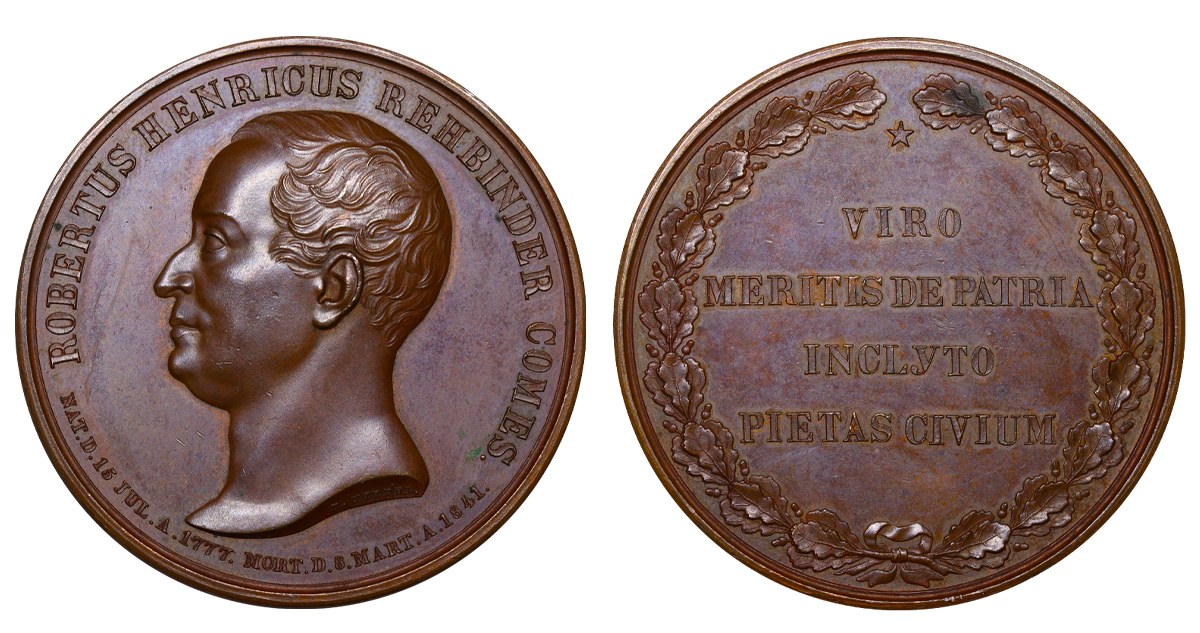 ROBERTUS HENRICUS REHBINDER COMES.
NAT.D.15 JUL.A.1777. MORT.D.8.MART.A.1841.
VIRO
MERITIS DE PATRIA
INCLYTO
PIETAS CIVIUM